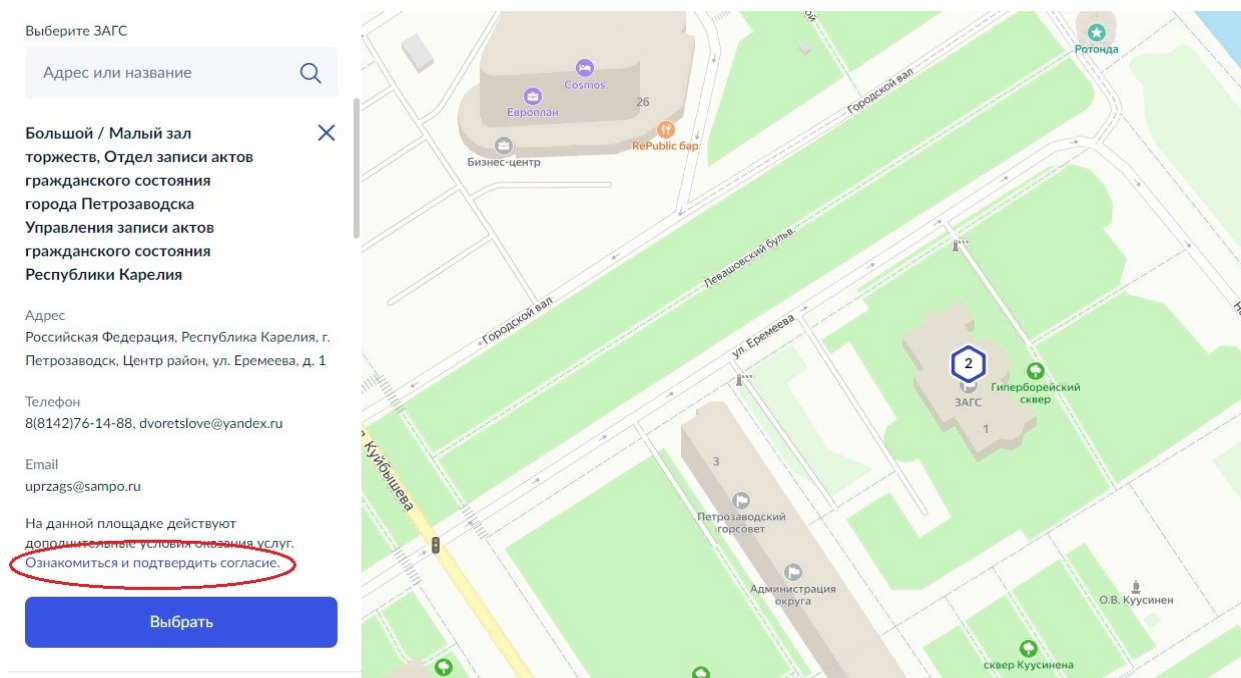 Выберите ЗАГС
Адрес или название
Большой / Малый зал
торжеств, Отдел записи актов
гражданского состояния
города Петрозаводска
Управления записи актов
гражданского состояния
Республики Карелия
Адрес
Российская Федерация, Республика Карелия, г.
Петрозаводск, Центр район, ул. Еремеева, д. 1
Телефон
8(8142)76-14-88, dvoretslove@yandex.ru
Email
uprzags@sampo.ru
На данной площадке действуют
дополнительные условия оказания услуг.
Ознакомиться и подтвердить согласие.
Выбрать
Ротонда
Cosmos
Европлан
26
RePublic бар
Бизнес-центр
Городской вал
Левашовский бульв.
Городской вал
ул. Еремеева
2
Гиперборейский
сквер
ЗАГС
1
Куйбышева
3
Петрозаводский
горсовет
Администрация
округа
О.В. Куусинен
сквер Куусинена